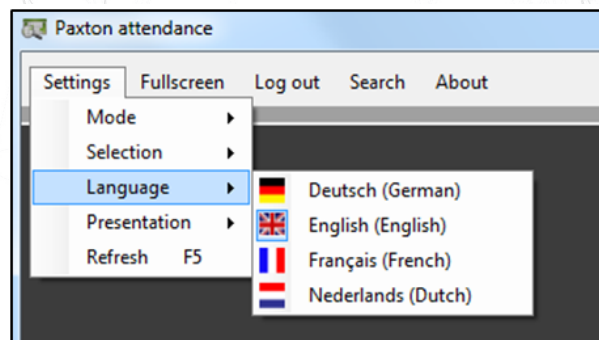 Paxton attendance
Settings Fullscreen Log out Search About
Mode
Selection
Language
Presentation
Refresh F5
Deutsch (German)
English (English)
Français (French)
Nederlands (Dutch)